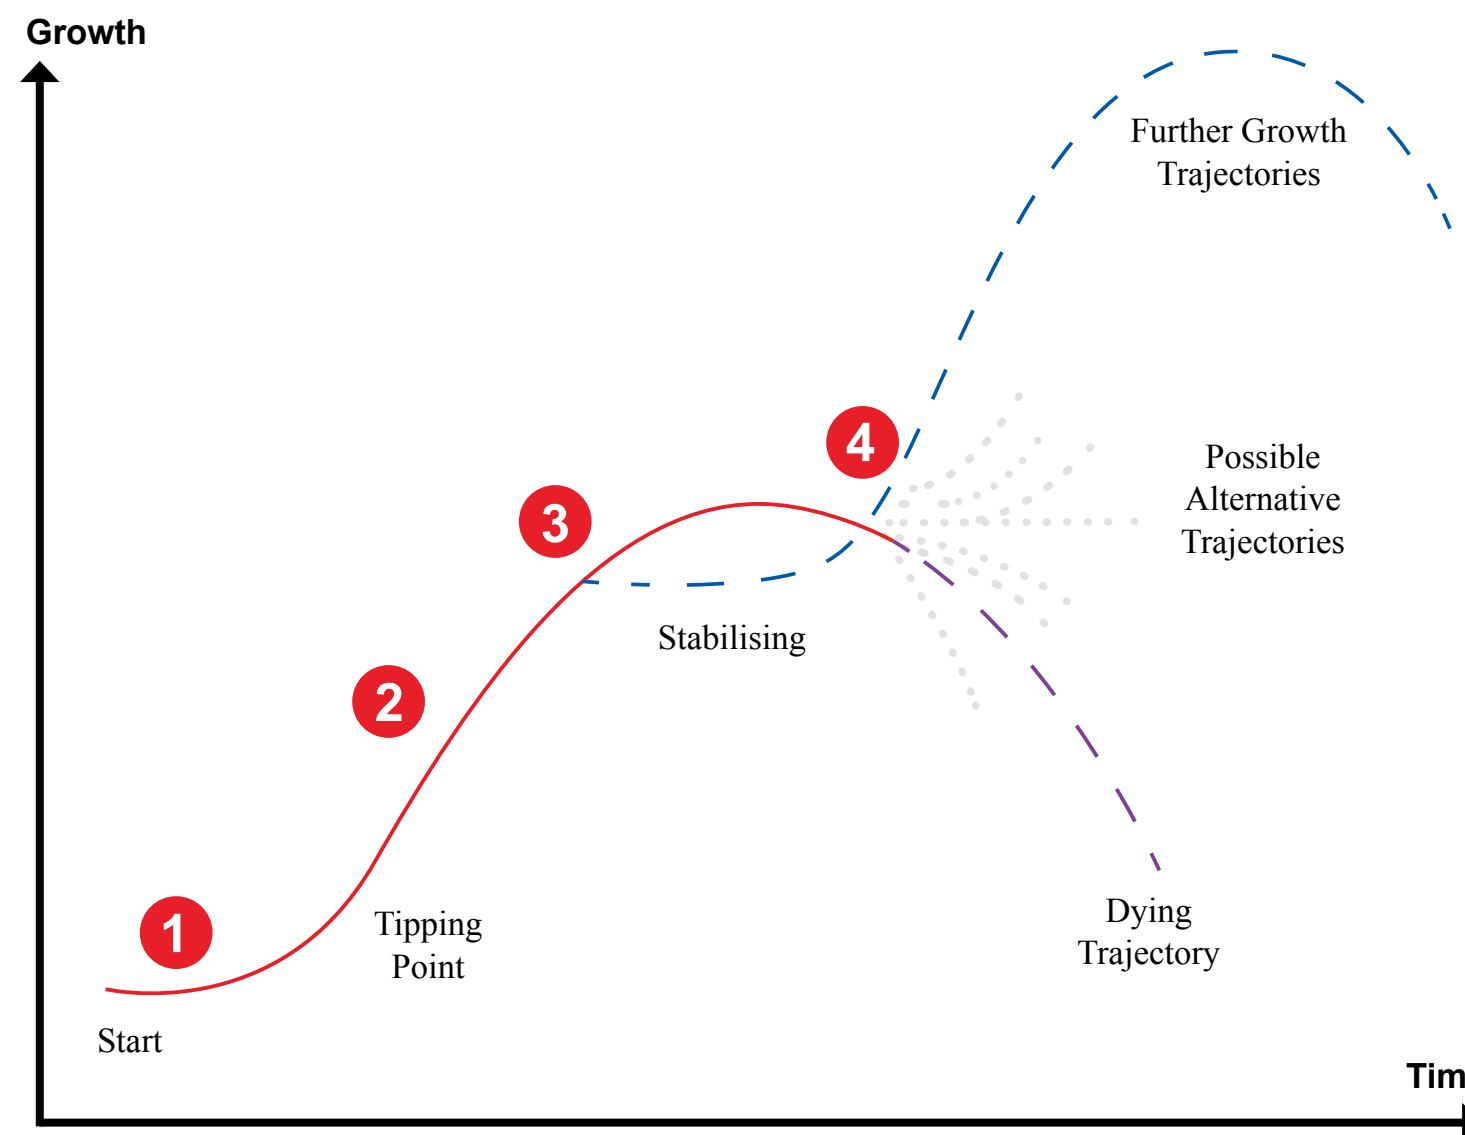 Growth
Further Growth
Trajectories
4
Possible
Alternative
Trajectories
3
Stabilising
2
1
Tipping
Point
Dying
Trajectory
Start
Tim